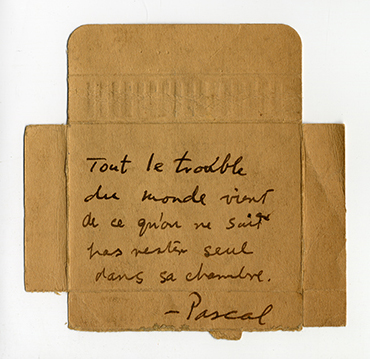 Tout le trouble
du monde vient
de ce qu'on ne sait
pas rester seul
dans sa chambre.
— Pascal